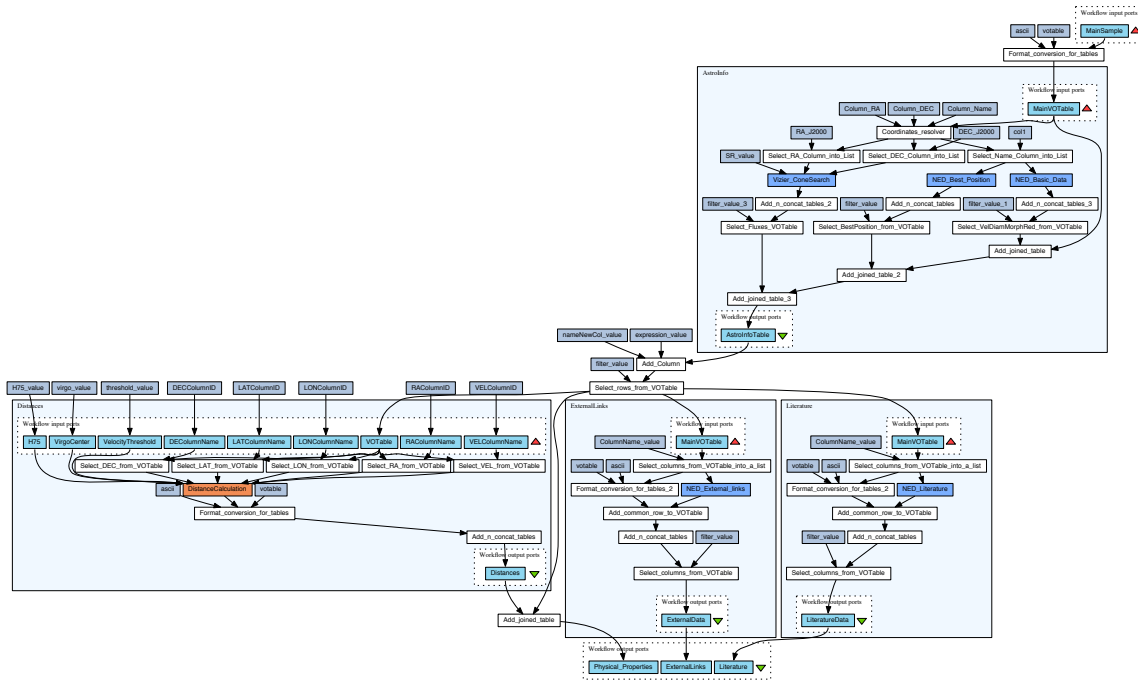 Workflow input ports
ascii
votable
MainSample
Format_conversion_for_tables
AstroInfo
Workflow input ports
MainVOTable
Column_RA
Column_DEC
Column_Name
RA_J2000
Coordinates_resolver
DEC_J2000
col1
SR_value
Select_RA_Column_into_List
Select_DEC_Column_into_List
Select_Name_Column_into_List
Vizier_ConeSearch
NED_Best_Position
NED_Basic_Data
filter_value_3
Add_n_concat_tables_2
filter_value
Add_n_concat_tables
filter_value_1
Add_n_concat_tables_3
Select_Fluxes_VOTable
Select_BestPosition_from_VOTable
Select_VelDiamMorphRed_from_VOTable
Add_joined_table
Add_joined_table_2
Add_joined_table_3
Workflow output ports
AstroInfoTable
nameNewCol_value
expression_value
filter_value
Add_Column
Select_rows_from_VOTable
H75_value
virgo_value
threshold_value
DECColumnID
LATColumnID
LONColumnID
RAColumnID
VELColumnID
Distances
Workflow input ports
H75
VirgoCenter
VelocityThreshold
DEColumnName
LATColumnName
LONColumnName
VOTable
RAColumnName
VELColumnName
Select_DEC_from_VOTable
Select_LAT_from_VOTable
Select_LON_from_VOTable
Select_RA_from_VOTable
Select_VEL_from_VOTable
ascii
DistanceCalculation
votable
Format_conversion_for_tables
Add_n_concat_tables
Workflow output ports
Distances
Add_joined_table
ExternalLinks
Workflow input ports
ColumnName_value
MainVOTable
votable
ascii
Select_columns_from_VOTable_into_a_list
Format_conversion_for_tables_2
NED_External_links
Add_common_row_to_VOTable
Add_n_concat_tables
filter_value
Select_columns_from_VOTable
Workflow output ports
ExternalData
Literature
Workflow input ports
ColumnName_value
MainVOTable
votable
ascii
Select_columns_from_VOTable_into_a_list
Format_conversion_for_tables_2
NED_Literature
Add_common_row_to_VOTable
filter_value
Add_n_concat_tables
Select_columns_from_VOTable
Workflow output ports
LiteratureData
Workflow output ports
Physical_Properties
ExternalLinks
Literature